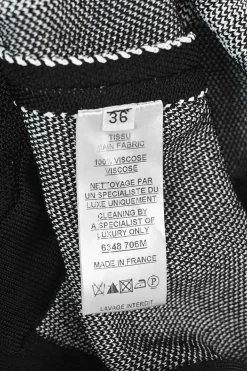 36
TISSU
MAIN FABRIC
100% VISCOSE
VISCOSE
NETTOYAGE PAR
UN SPECIALISTE DU
LUXE UNIQUEMENT
CLEANING BY
A SPECIALIST OF
LUXURY ONLY
6348 706M
MADE IN FRANCE
LAVAGE INTERDIT